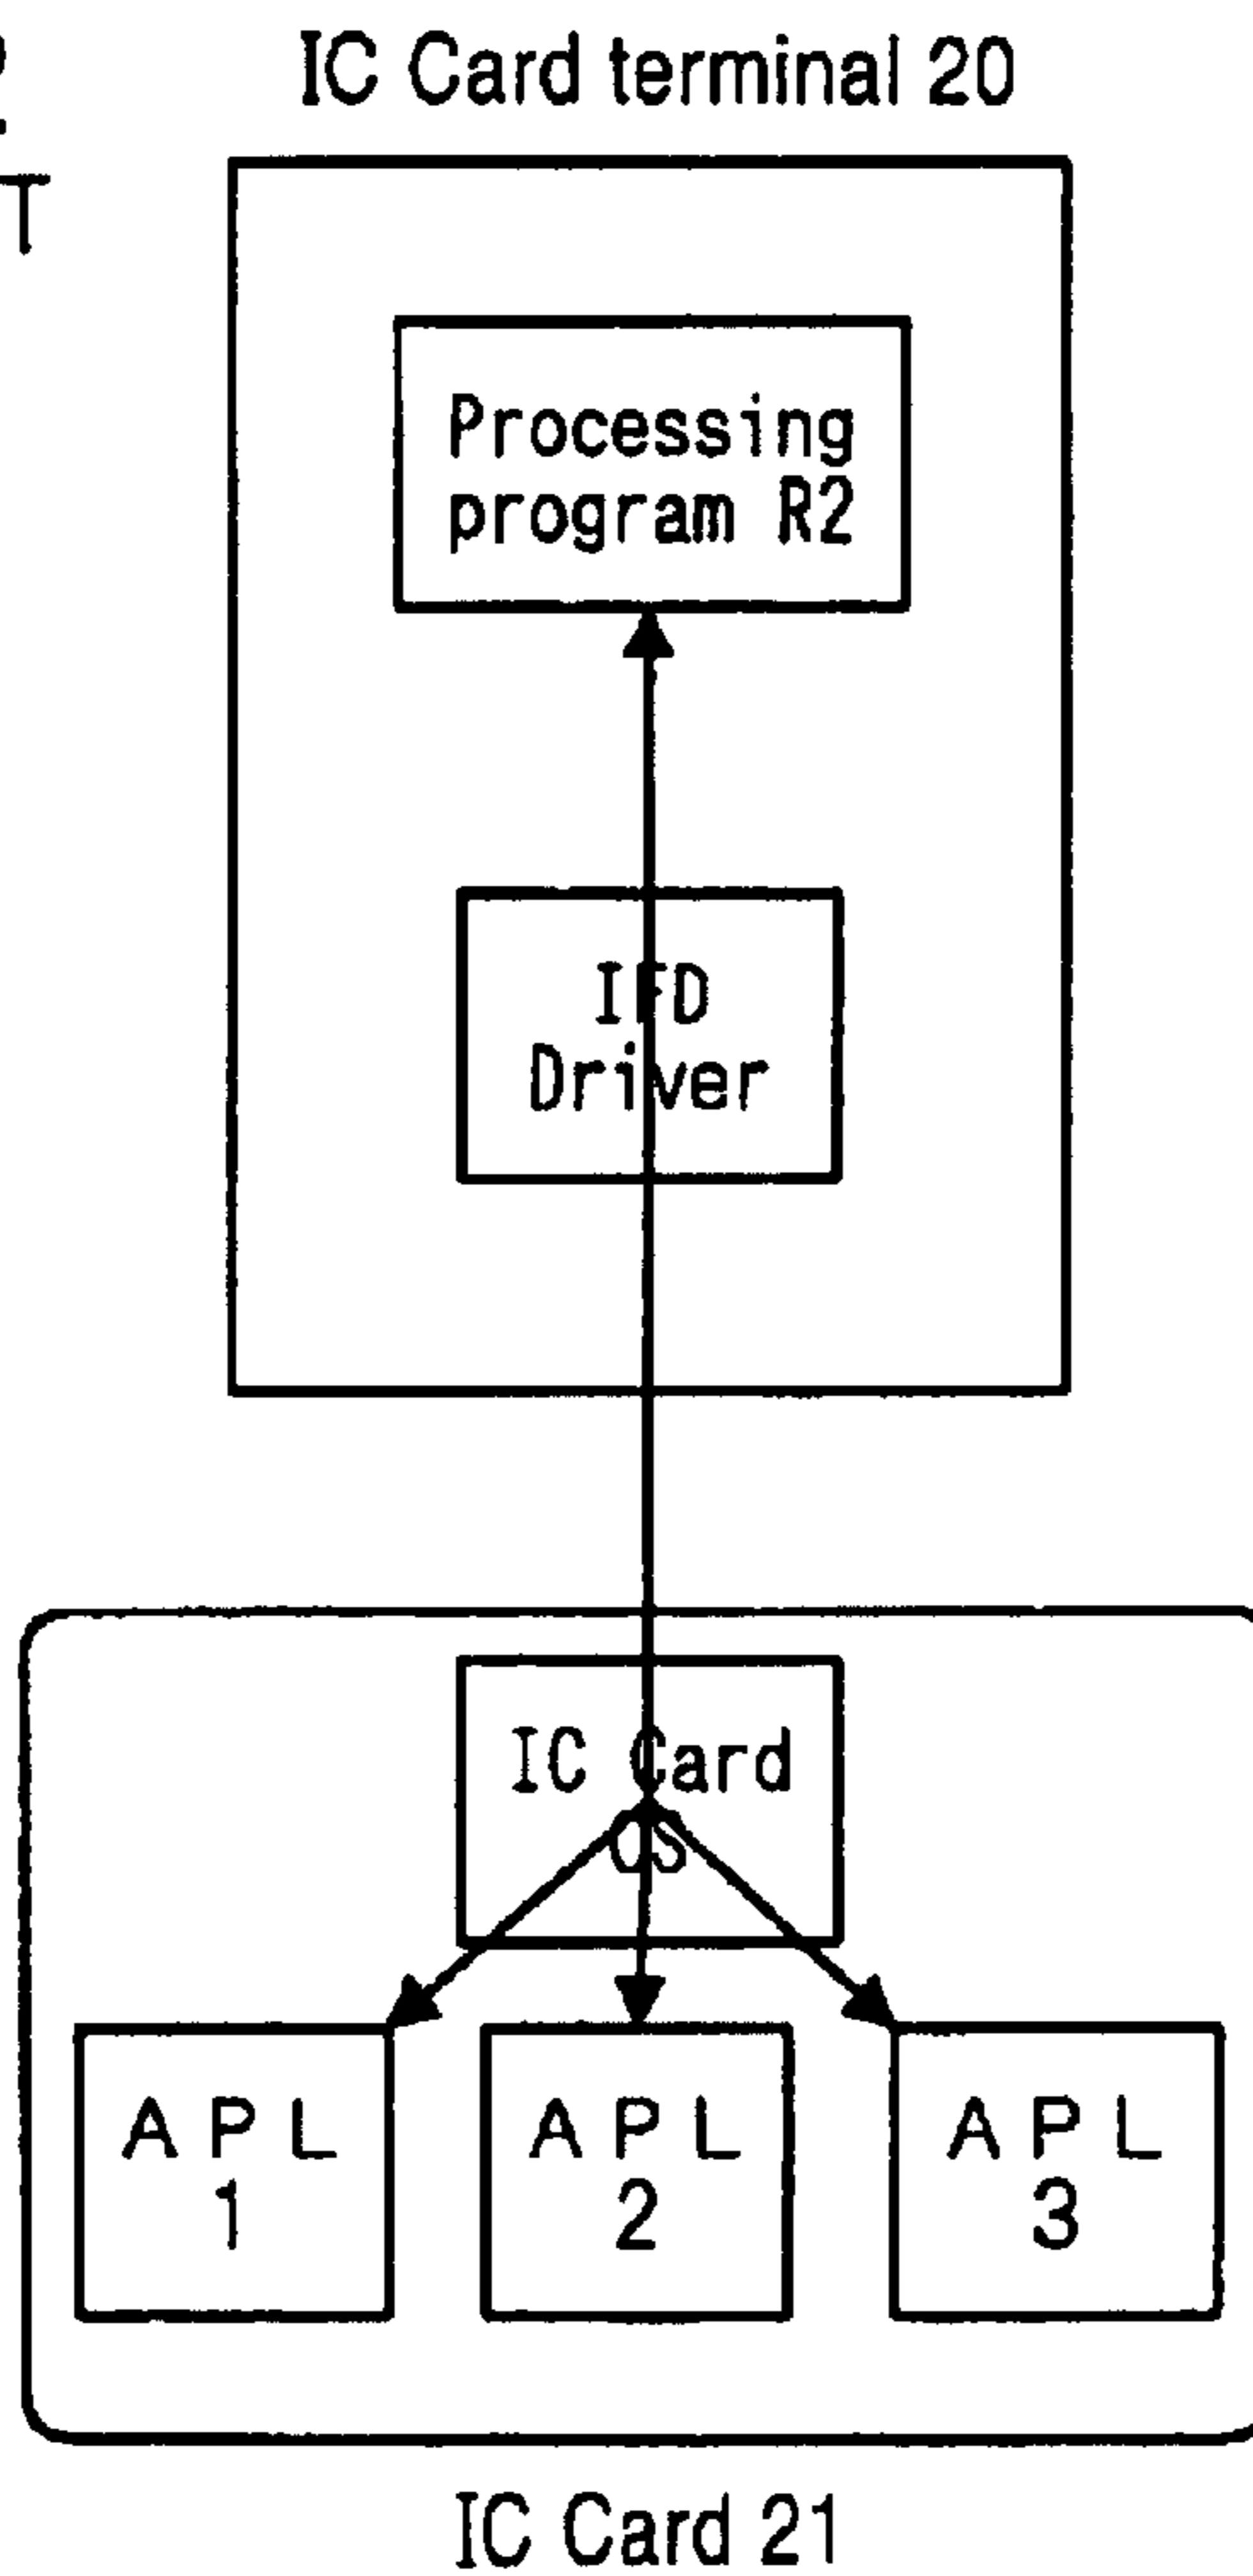 IC Card terminal 20
T
Processing
program R2
IFD
Driver
IC Card
OS
APL
1
APL
2
APL
3
IC Card 21